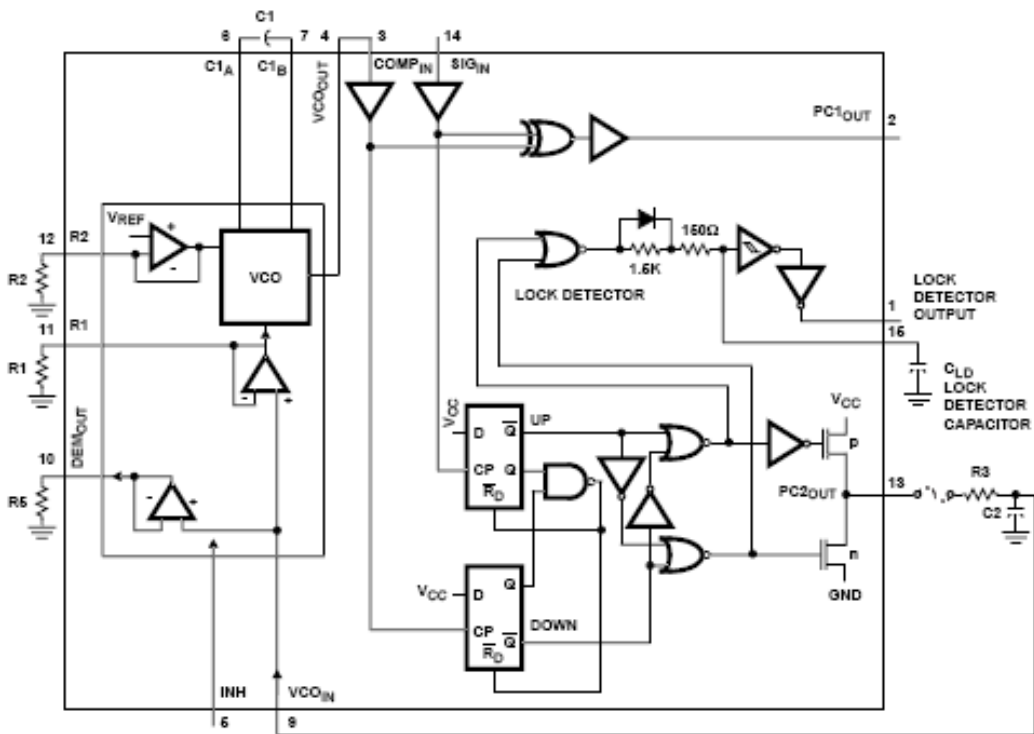 C1
6 7 4 3 14
C1A C1B VCOOUT COMPIN SIGIN
PC1OUT 2
VREF +
12 R2 -
R2 VCO
150Ω
1.5K
LOCK DETECTOR
LOCK
DETECTOR
OUTPUT
1
15
11 R1
R1 - +
CLD
LOCK
DETECTOR
CAPACITOR
VCC
VCC D Q UP
p
CP Q
RD
DEMOUT
10
R5 - +
PC2OUT 13 R3
C2
n
GND
VCC D Q
CP Q DOWN
RD
INH VCOIN
5 9